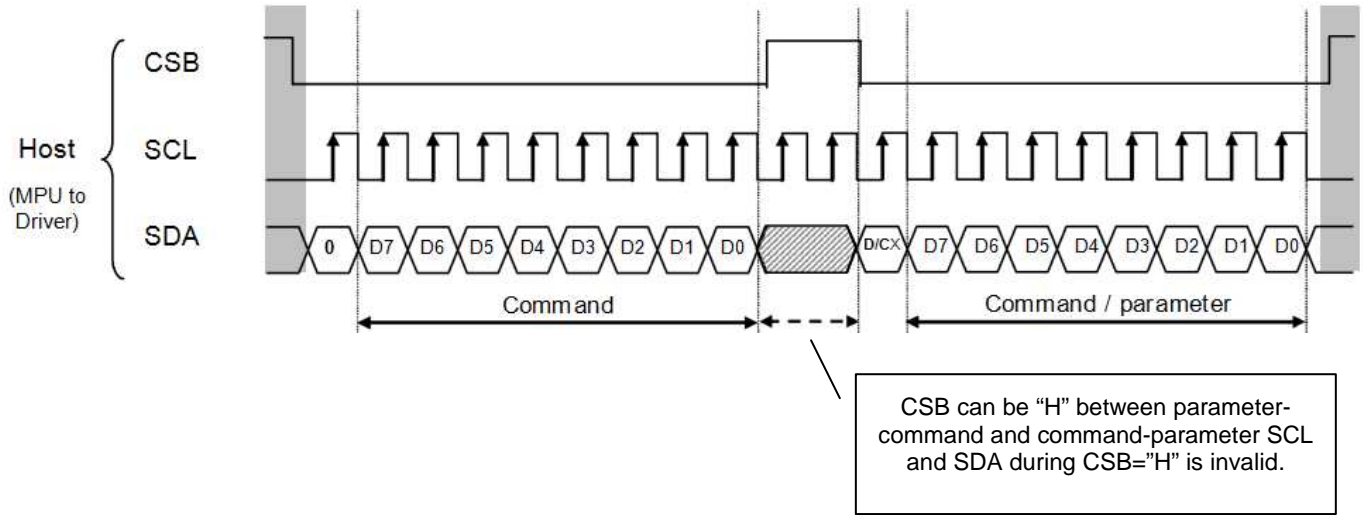 CSB
Host
(MPU to
Driver)
SCL
SDA
0 D7 D6 D5 D4 D3 D2 D1 D0 D/CX D7 D6 D5 D4 D3 D2 D1 D0
Command
Command / parameter
CSB can be “H” between parameter-
command and command-parameter SCL
and SDA during CSB=”H” is invalid.